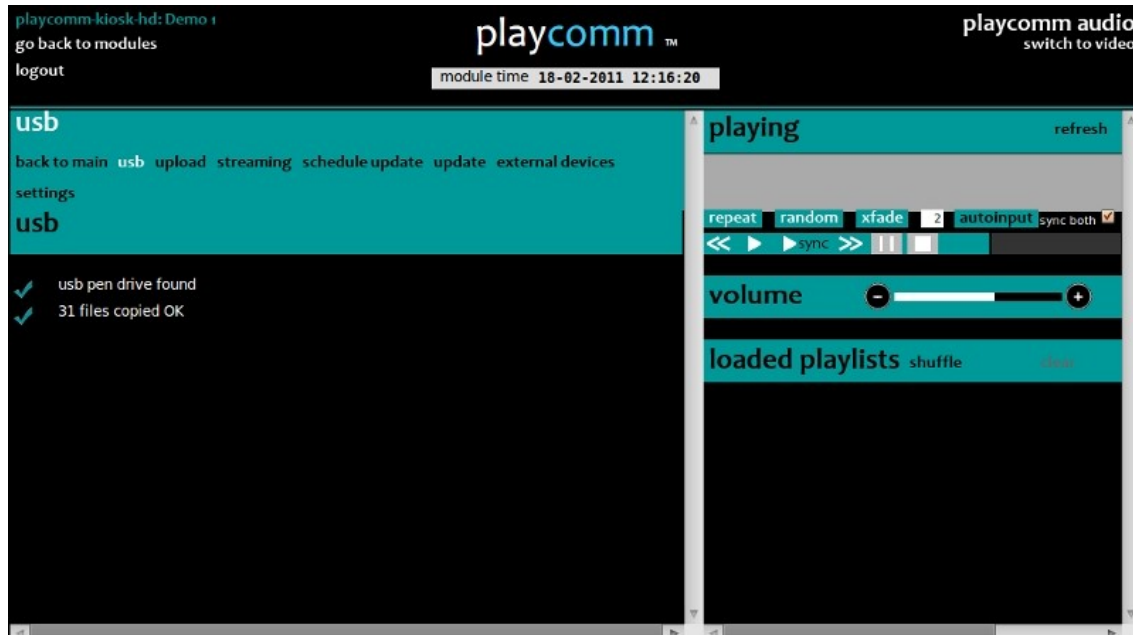 playcomm-kiosk-hd: Demo 1
go back to modules
logout
playcomm ™
module time 18-02-2011 12:16:20
playcomm audio
switch to video
usb
back to main usb upload streaming schedule update update external devices
settings
usb
usb pen drive found
31 files copied OK
playing refresh
repeat random xfade 2 autoinput sync both
sync
volume
loaded playlists shuffle clear